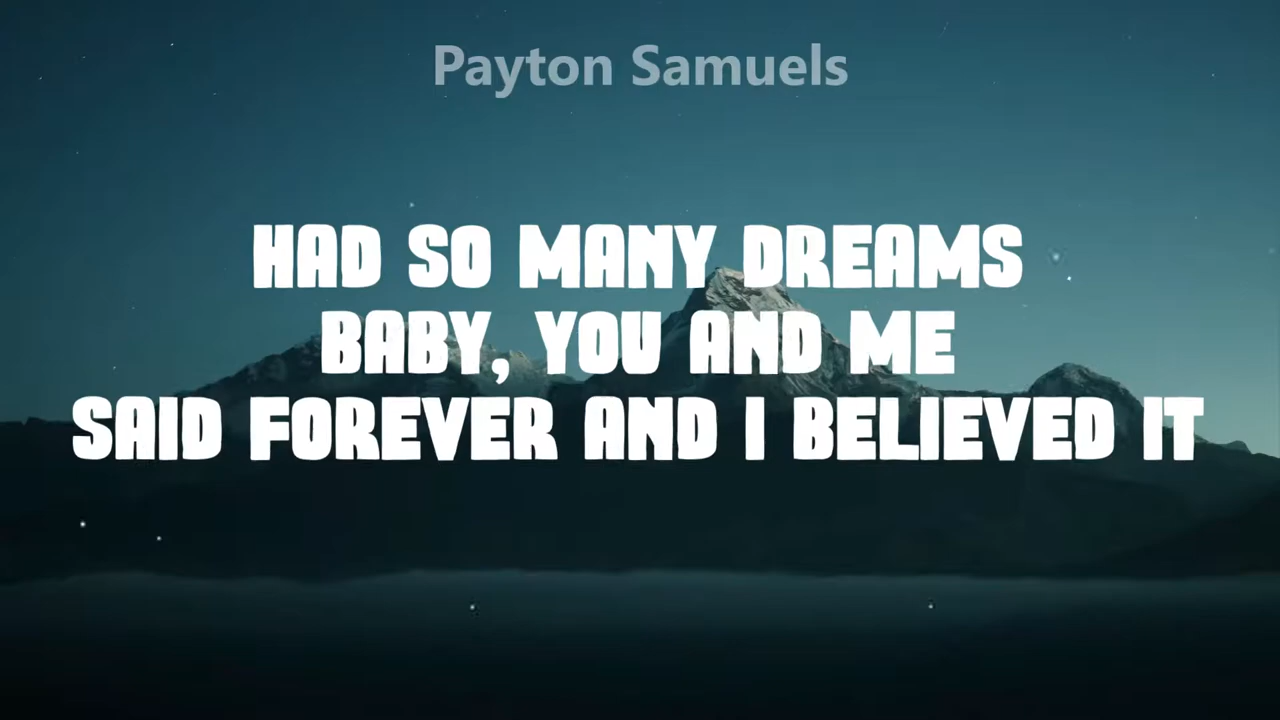 Payton Samuels
HAD SO MANY DREAMS
BABY, YOU AND ME
SAID FOREVER AND I BELIEVED IT